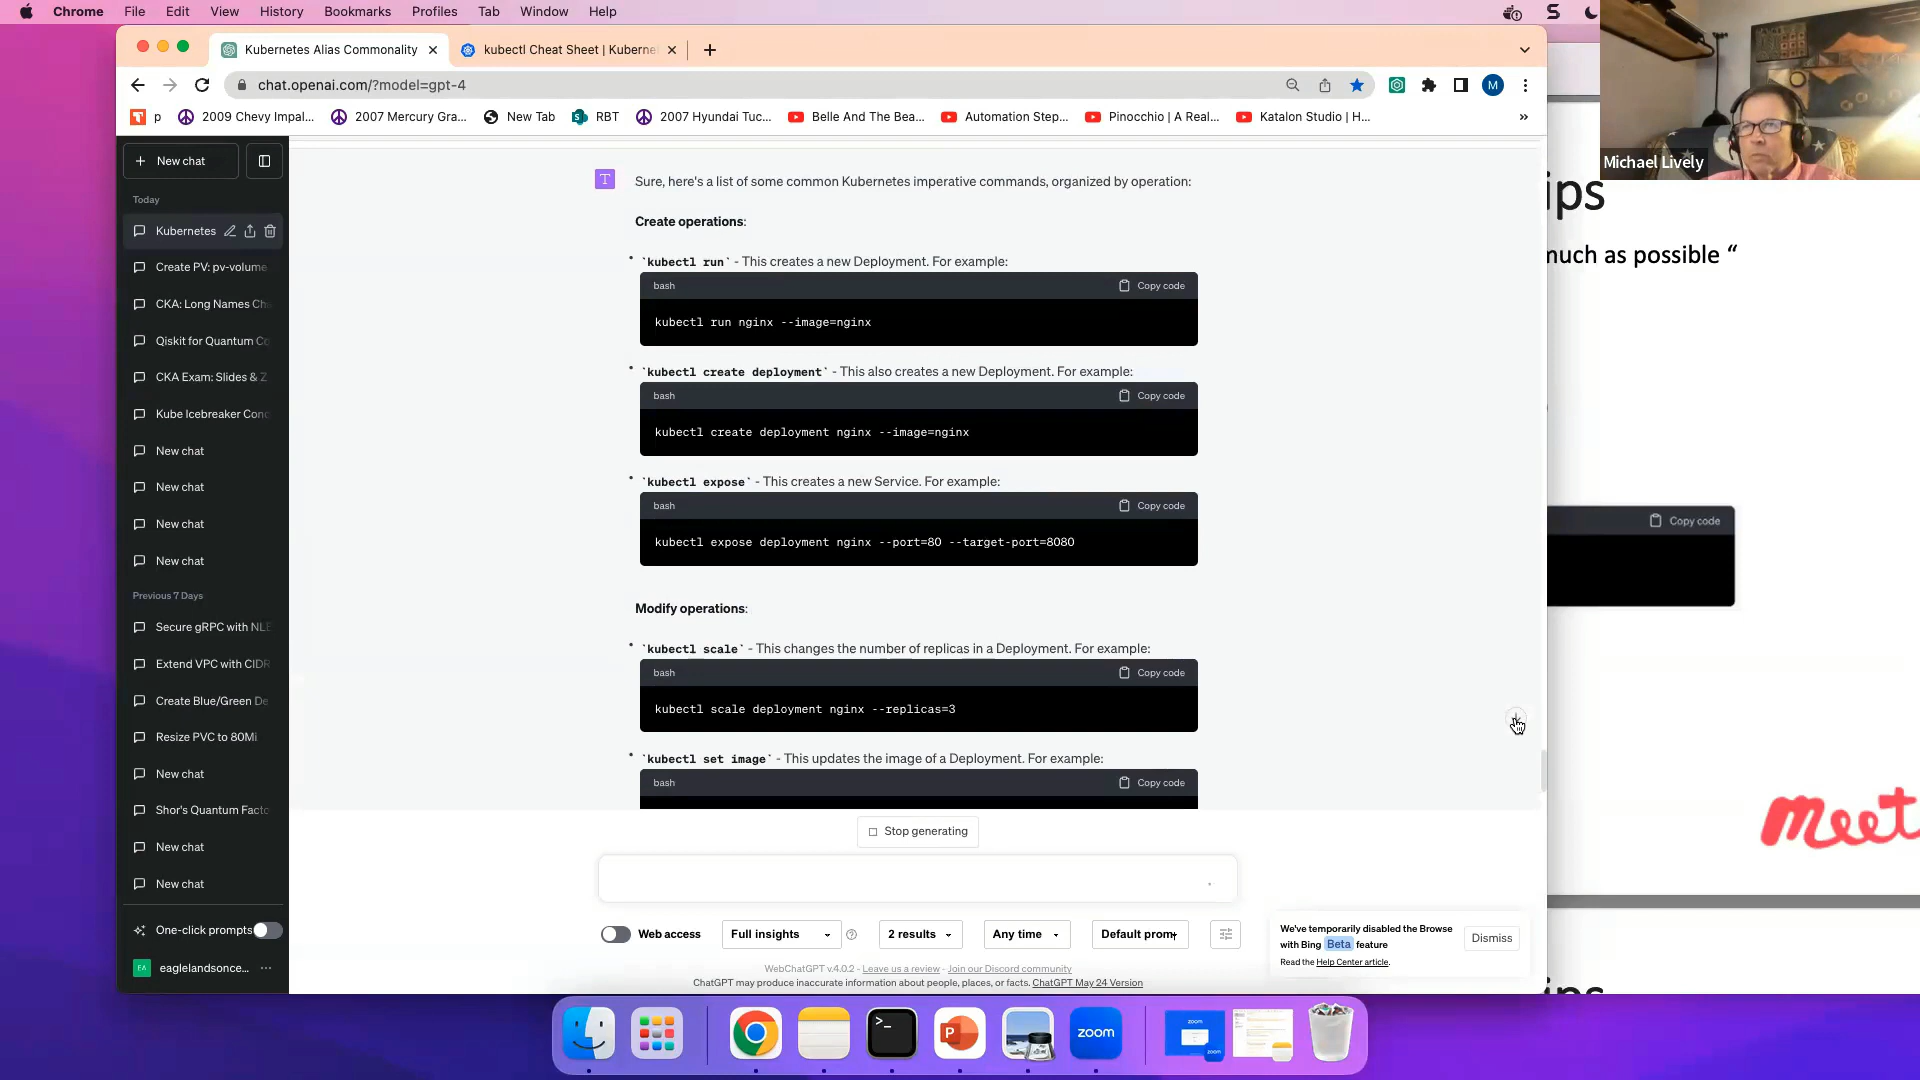 Chrome File Edit View History Bookmarks Profiles Tab Window Help
Kubernetes Alias Commonality
kubectl Cheat Sheet | Kuberne
chat.openai.com/?model=gpt-4
M
p
2009 Chevy Impal...
2007 Mercury Gra...
New Tab
RBT
2007 Hyundai Tuc...
Belle And The Bea...
Automation Step...
Pinocchio | A Real...
Katalon Studio | H...
»
Michael Lively
ips
much as possible “
New chat
Today
Kubernetes
Create PV: pv-volume
CKA: Long Names Ch
Qiskit for Quantum Co
CKA Exam: Slides & Z
Kube Icebreaker Conc
New chat
New chat
New chat
New chat
Previous 7 Days
Secure gRPC with NLB
Extend VPC with CIDR
Create Blue/Green De
Resize PVC to 80Mi
New chat
Shor's Quantum Facto
New chat
New chat
One-click prompts
EA
eaglelandsonce...
T
Sure, here's a list of some common Kubernetes imperative commands, organized by operation:
Create operations:
• `kubectl run` - This creates a new Deployment. For example:
bash
Copy code
kubectl run nginx --image=nginx
• `kubectl create deployment` - This also creates a new Deployment. For example:
bash
Copy code
kubectl create deployment nginx --image=nginx
• `kubectl expose` - This creates a new Service. For example:
bash
Copy code
kubectl expose deployment nginx --port=80 --target-port=8080
Modify operations:
• `kubectl scale` - This changes the number of replicas in a Deployment. For example:
bash
Copy code
kubectl scale deployment nginx --replicas=3
• `kubectl set image` - This updates the image of a Deployment. For example:
bash
Copy code
Stop generating
Web access
Full insights
2 results
Any time
Default prom
WebChatGPT v.4.0.2 - Leave us a review - Join our Discord community
ChatGPT may produce inaccurate information about people, places, or facts. ChatGPT May 24 Version
We've temporarily disabled the Browse
with Bing Beta feature
Read the Help Center article.
Dismiss
Copy code
meet
ips
zoom
zoom
zoom